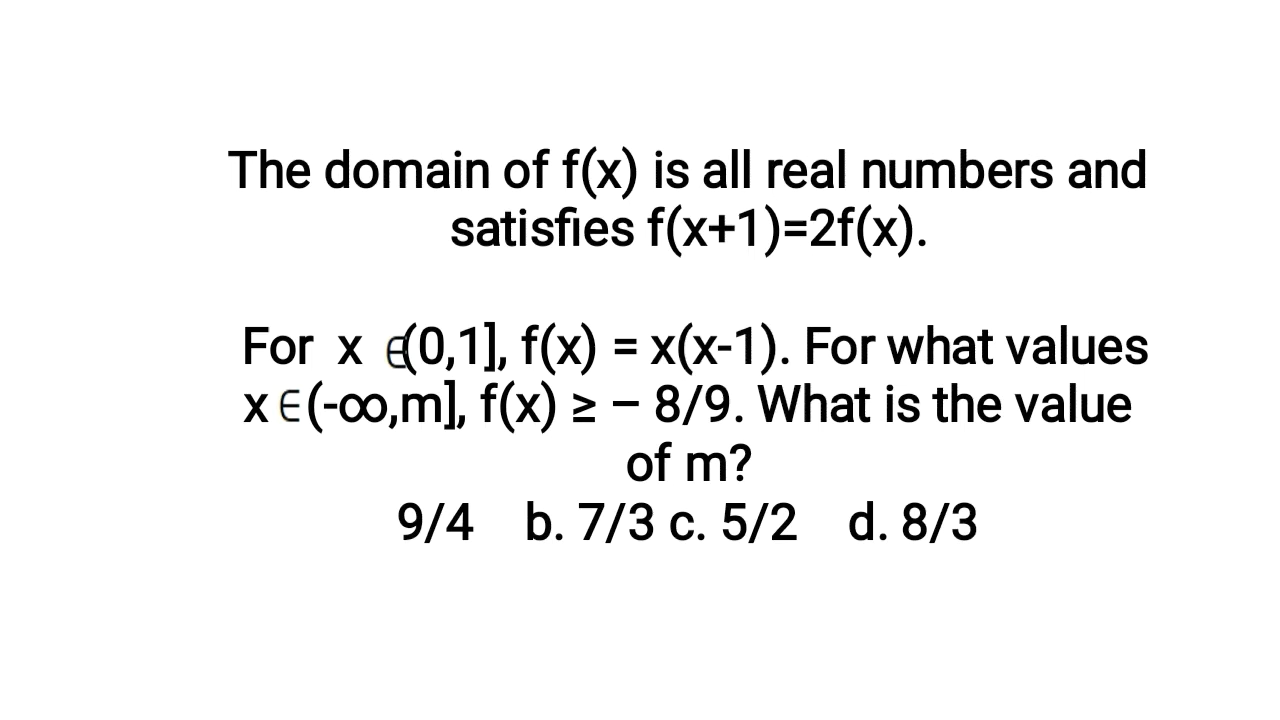 The domain of f(x) is all real numbers and
satisfies f(x+1)=2f(x).
For x ∈(0,1], f(x) = x(x-1). For what values
x ∈ (-∞,m], f(x) ≥ – 8/9. What is the value
of m?
9/4 b. 7/3 c. 5/2 d. 8/3